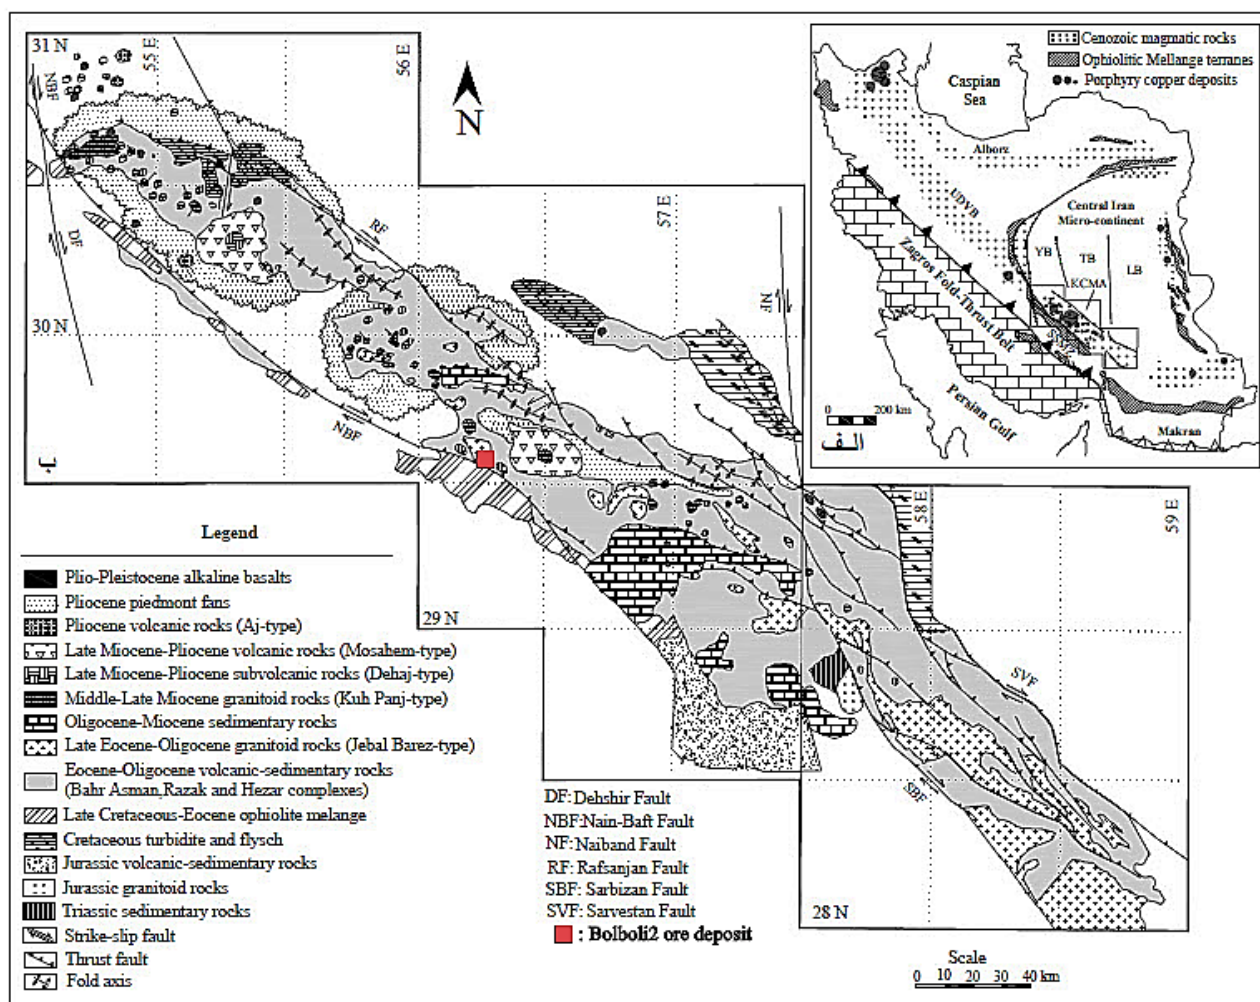 31 N
55 E
56 E
NBF
N
DF
RF
57 E
NF
30 N
NBF
ب
58 E
59 E
29 N
SVF
SBF
28 N
Cenozoic magmatic rocks
Ophiolitic Mellange terranes
Porphyry copper deposits
Caspian
Sea
Alborz
UDVB
Central Iran
Micro-continent
YB
TB
LB
KCMA
Zagros Fold-Thrust Belt
SSZ
Persian Gulf
Makran
0 200 km
الف
Legend
Plio-Pleistocene alkaline basalts
Pliocene piedmont fans
Pliocene volcanic rocks (Aj-type)
Late Miocene-Pliocene volcanic rocks (Mosahem-type)
Late Miocene-Pliocene subvolcanic rocks (Dehaj-type)
Middle-Late Miocene granitoid rocks (Kuh Panj-type)
Oligocene-Miocene sedimentary rocks
Late Eocene-Oligocene granitoid rocks (Jebal Barez-type)
Eocene-Oligocene volcanic-sedimentary rocks
(Bahr Asman,Razak and Hezar complexes)
Late Cretaceous-Eocene ophiolite melange
Cretaceous turbidite and flysch
Jurassic volcanic-sedimentary rocks
Jurassic granitoid rocks
Triassic sedimentary rocks
Strike-slip fault
Thrust fault
Fold axis
DF: Dehshir Fault
NBF:Nain-Baft Fault
NF: Naiband Fault
RF: Rafsanjan Fault
SBF: Sarbizan Fault
SVF: Sarvestan Fault
: Bolboli2 ore deposit
Scale
0 10 20 30 40 km